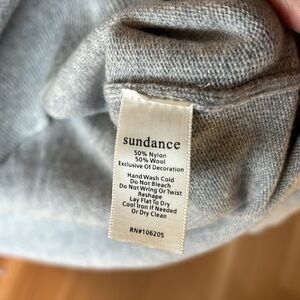 sundance
50% Nylon
50% Wool
Exclusive Of Decoration
Hand Wash Cold
Do Not Bleach
Do Not Wring Or Twist
Reshape
Lay Flat To Dry
Cool Iron If Needed
Or Dry Clean
RN#106205